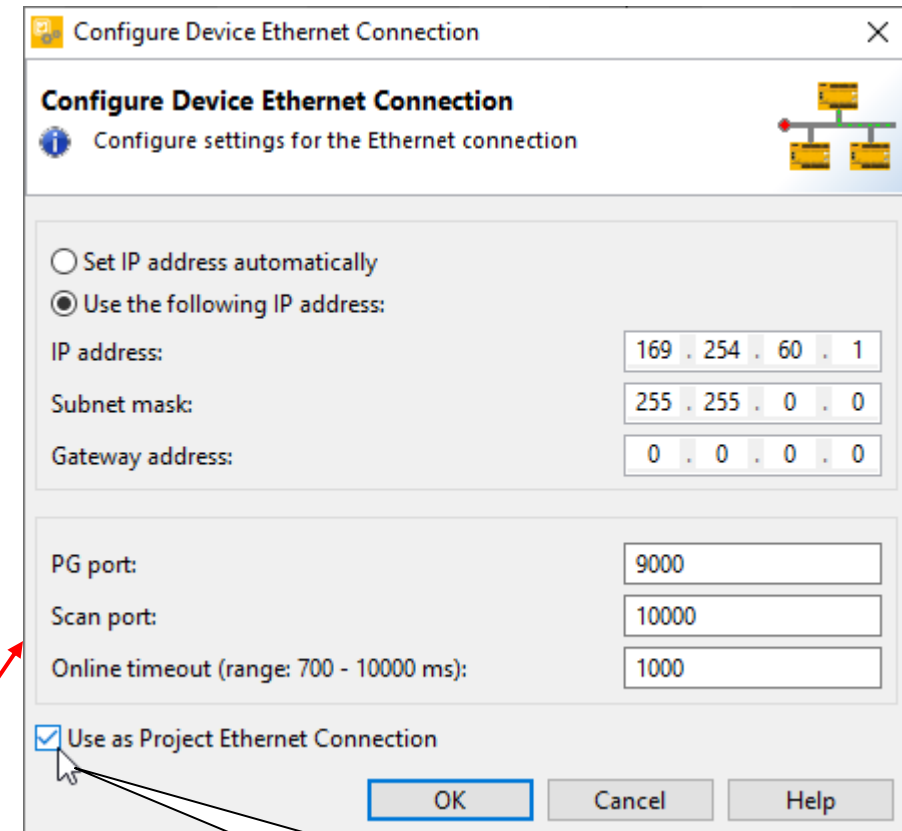 Configure Device Ethernet Connection
Configure Device Ethernet Connection
Configure settings for the Ethernet connection
Set IP address automatically
Use the following IP address:
IP address: 169 . 254 . 60 . 1
Subnet mask: 255 . 255 . 0 . 0
Gateway address: 0 . 0 . 0 . 0
PG port: 9000
Scan port: 10000
Online timeout (range: 700 - 10000 ms): 1000
Use as Project Ethernet Connection
OK Cancel Help